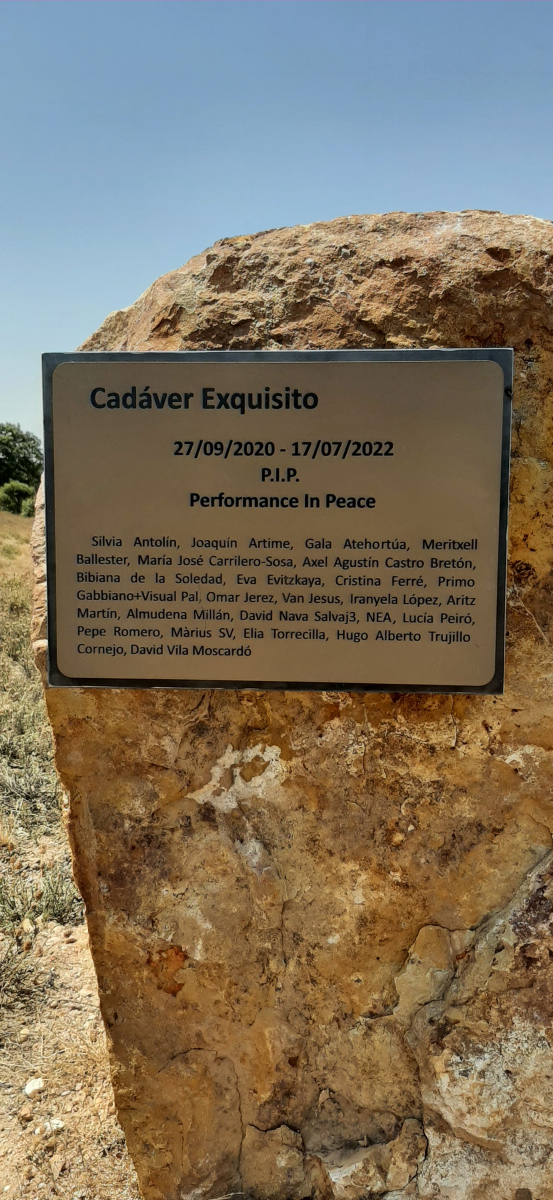 Cadáver Exquisito
27/09/2020 - 17/07/2022
P.I.P.
Performance In Peace
Silvia Antolín, Joaquín Artime, Gala Atehortúa, Meritxell
Ballester, María José Carrilero-Sosa, Axel Agustín Castro Bretón,
Bibiana de la Soledad, Eva Evitzkaya, Cristina Ferré, Primo
Gabbiano+Visual Pal, Omar Jerez, Van Jesus, Iranyela López, Aritz
Martín, Almudena Millán, David Nava Salvaj3, NEA, Lucía Peiró,
Pepe Romero, Màrius SV, Elia Torrecilla, Hugo Alberto Trujillo
Cornejo, David Vila Moscardó